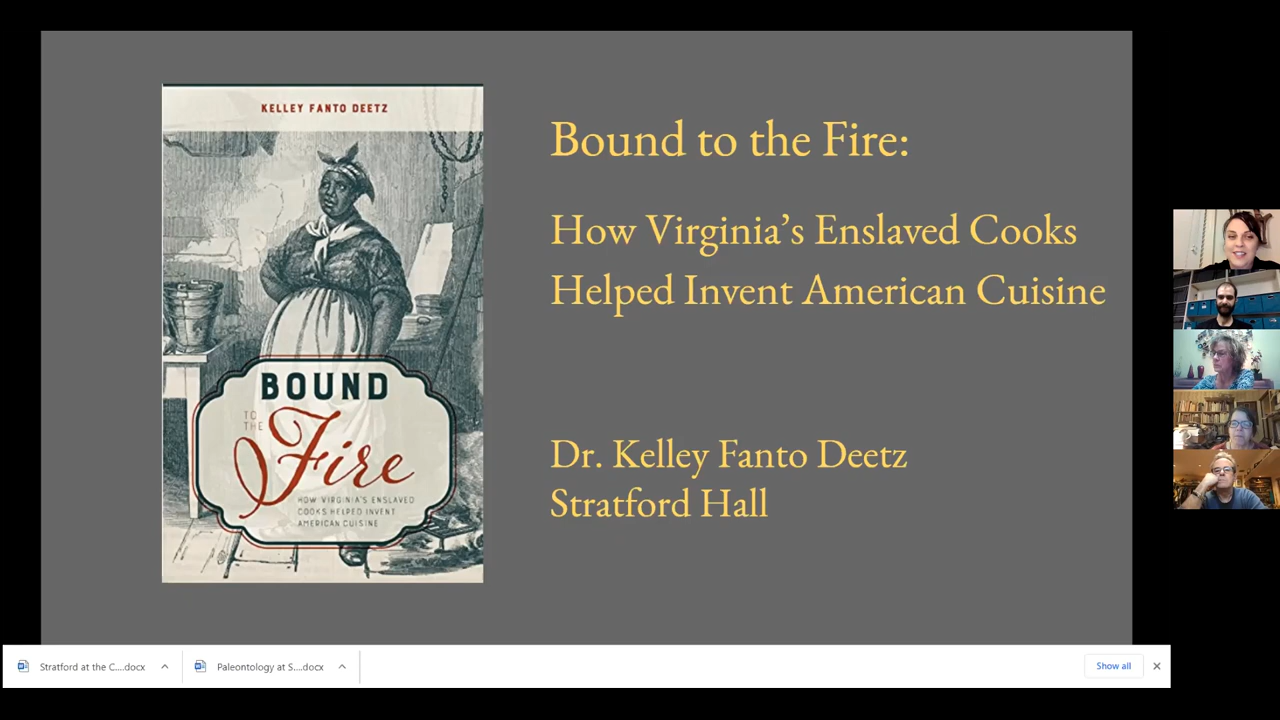 KELLEY FANTO DEETZ
BOUND
TO
THE
Fire
HOW VIRGINIA'S ENSLAVED
COOKS HELPED INVENT
AMERICAN CUISINE
Bound to the Fire:
How Virginia’s Enslaved Cooks
Helped Invent American Cuisine
Dr. Kelley Fanto Deetz
Stratford Hall
Stratford at the C....docx
Paleontology at S....docx
Show all